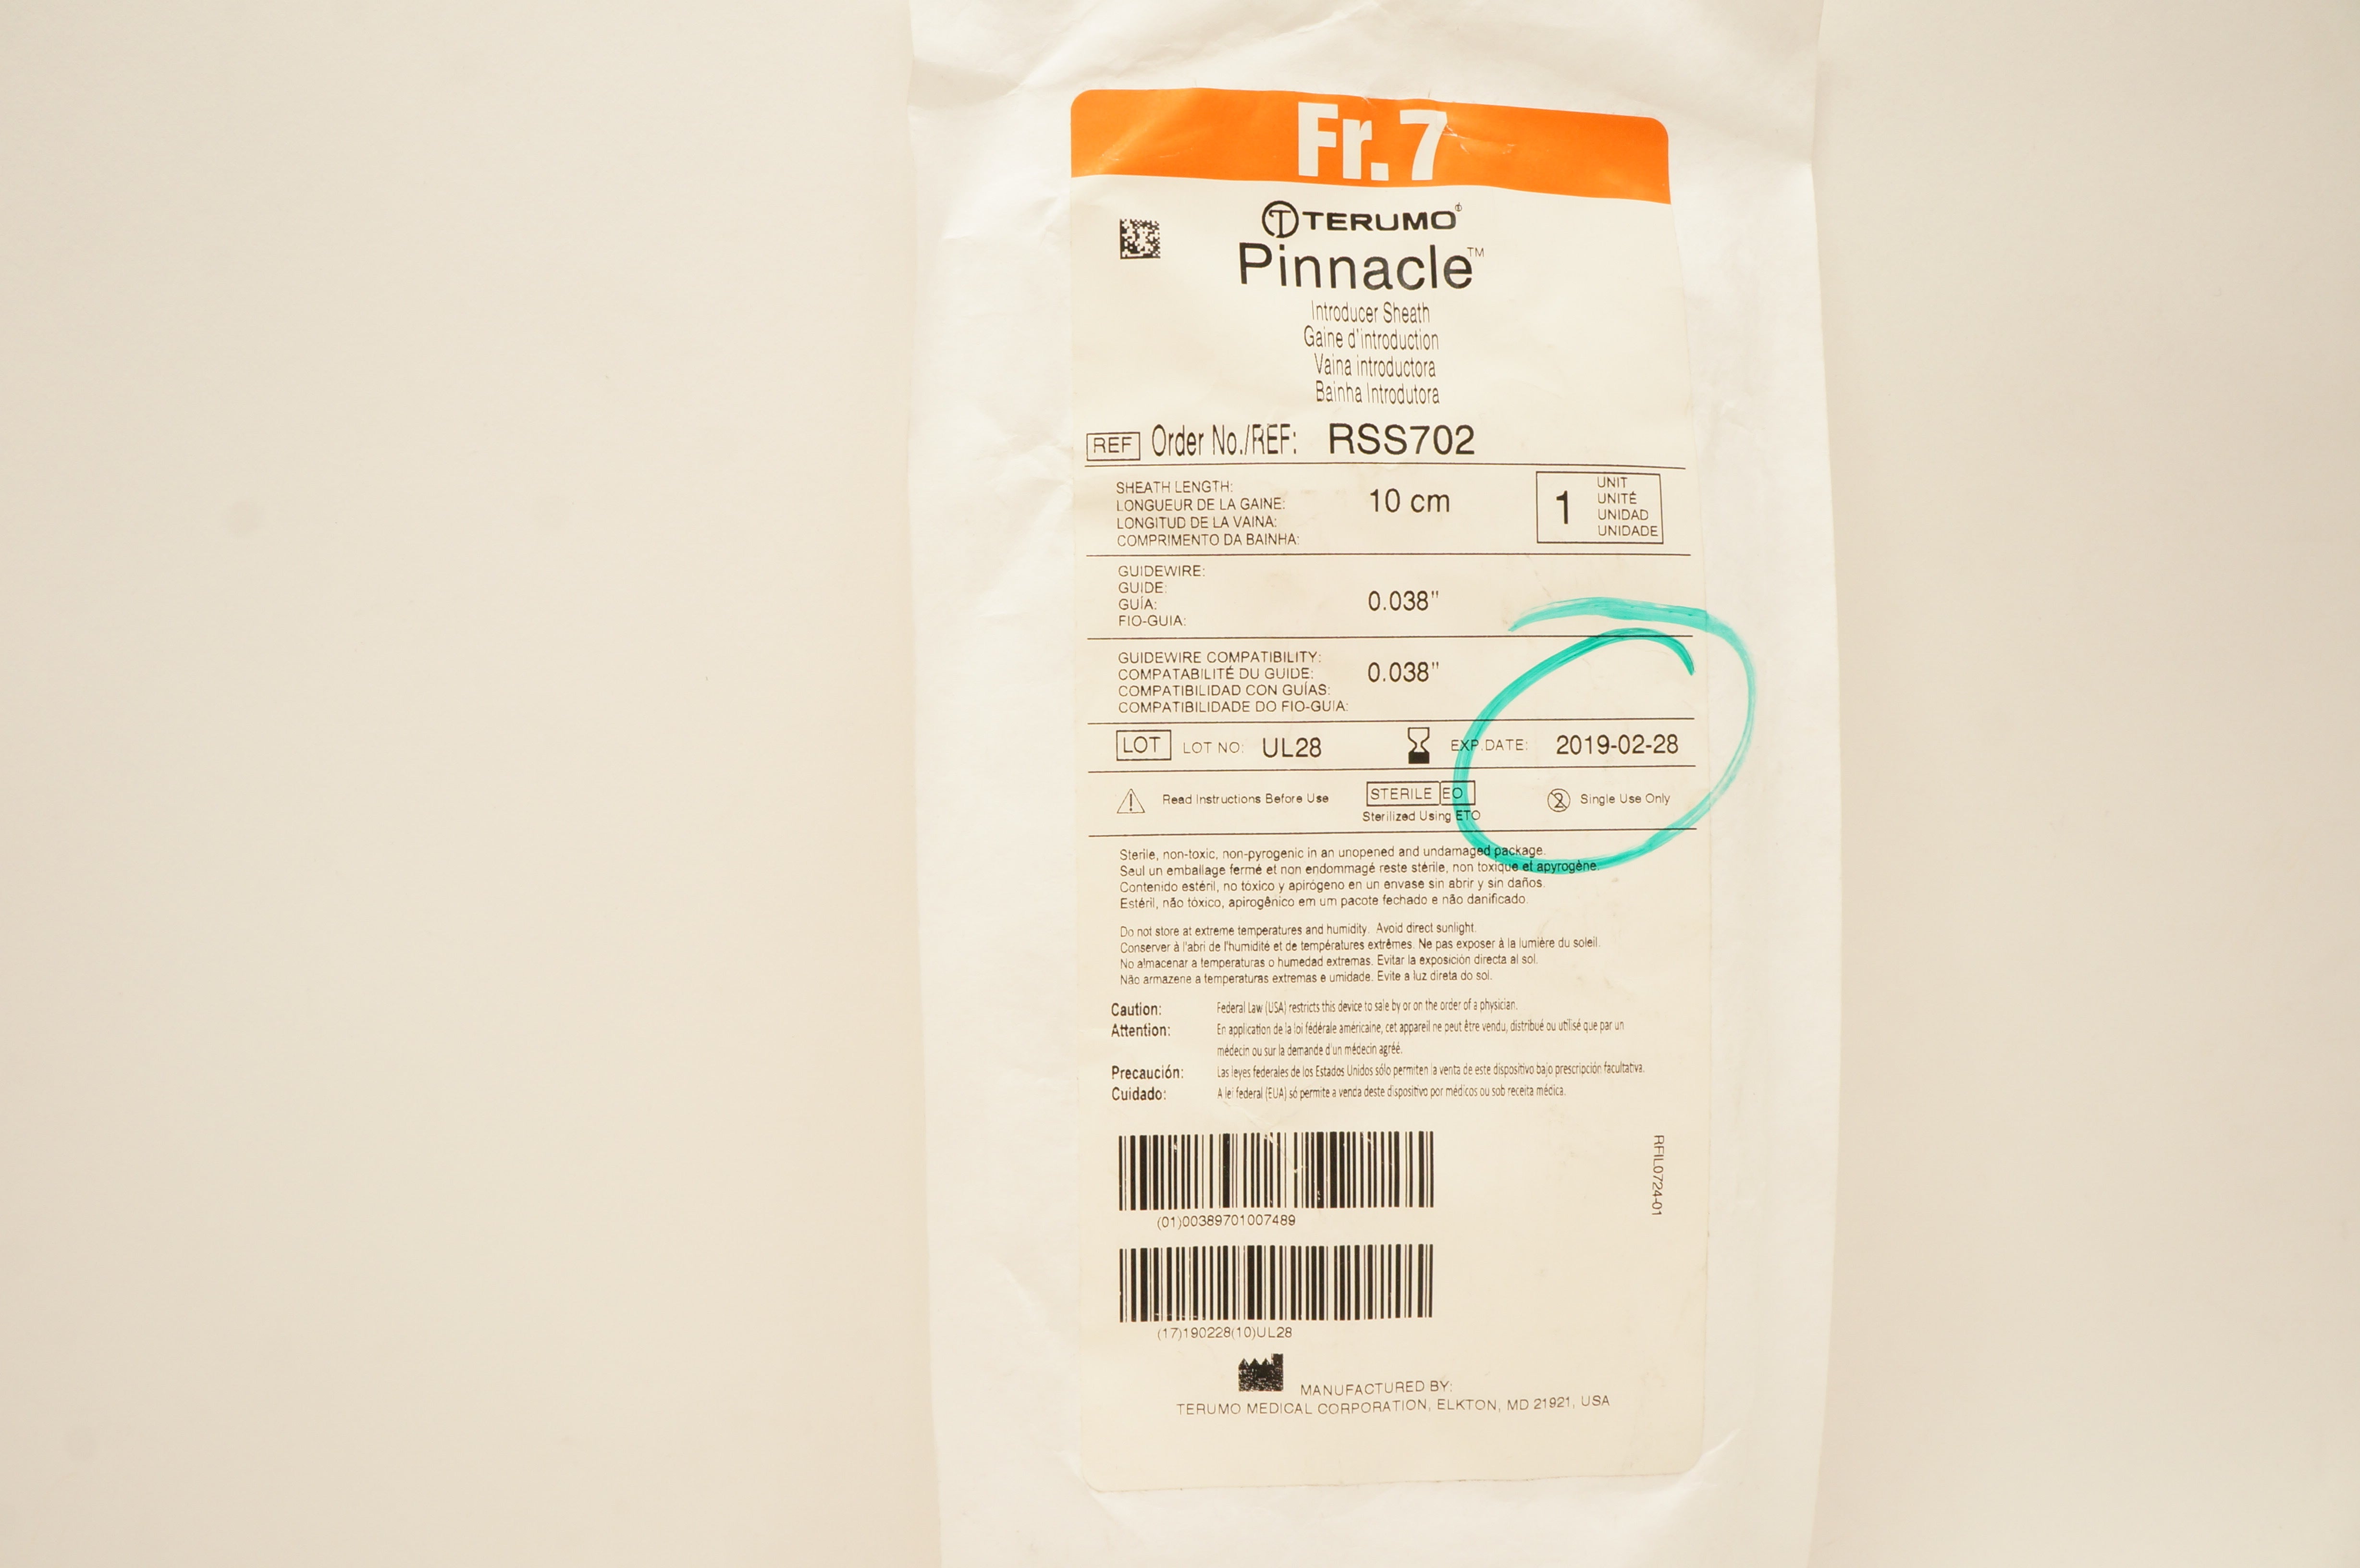 Fr. 7
TERUMO®
Pinnacle™
Introducer Sheath
Gaine d'introduction
Vaina introductora
Bainha Introdutora
REF Order No./REF: RSS702
SHEATH LENGTH:
LONGUEUR DE LA GAINE:
LONGITUD DE LA VAINA:
COMPRIMENTO DA BAINHA:
10 cm
1
UNIT
UNITÉ
UNIDAD
UNIDADE
GUIDEWIRE:
GUIDE:
GUÍA:
FIO-GUIA:
0.038"
GUIDEWIRE COMPATIBILITY:
COMPATABILITÉ DU GUIDE:
COMPATIBILIDAD CON GUÍAS:
COMPATIBILIDADE DO FIO-GUIA:
0.038"
LOT LOT NO: UL28 EXP.DATE: 2019-02-28
Read Instructions Before Use
STERILE EO
Sterilized Using ETO
2 Single Use Only
Sterile, non-toxic, non-pyrogenic in an unopened and undamaged package.
Seul un emballage fermé et non endommagé reste stérile, non toxique et apyrogène.
Contenido estéril, no tóxico y apirógeno en un envase sin abrir y sin daños.
Estéril, não tóxico, apirogênico em um pacote fechado e não danificado.
Do not store at extreme temperatures and humidity. Avoid direct sunlight.
Conserver à l'abri de l'humidité et de températures extrêmes. Ne pas exposer à la lumière du soleil.
No almacenar a temperaturas o humedad extremas. Evitar la exposición directa al sol.
Não armazene a temperaturas extremas e umidade. Evite a luz direta do sol.
Caution: Federal Law (USA) restricts this device to sale by or on the order of a physician.
Attention: En application de la loi fédérale américaine, cet appareil ne peut être vendu, distribué ou utilisé que par un
médecin ou sur la demande d'un médecin agréé.
Precaución: Las leyes federales de los Estados Unidos sólo permiten la venta de este dispositivo bajo prescripción facultativa.
Cuidado: A lei federal (EUA) só permite a venda deste dispositivo por médicos ou sob receita médica.
RFIL0724-01
(01)00389701007489
(17)190228(10)UL28
MANUFACTURED BY:
TERUMO MEDICAL CORPORATION, ELKTON, MD 21921, USA